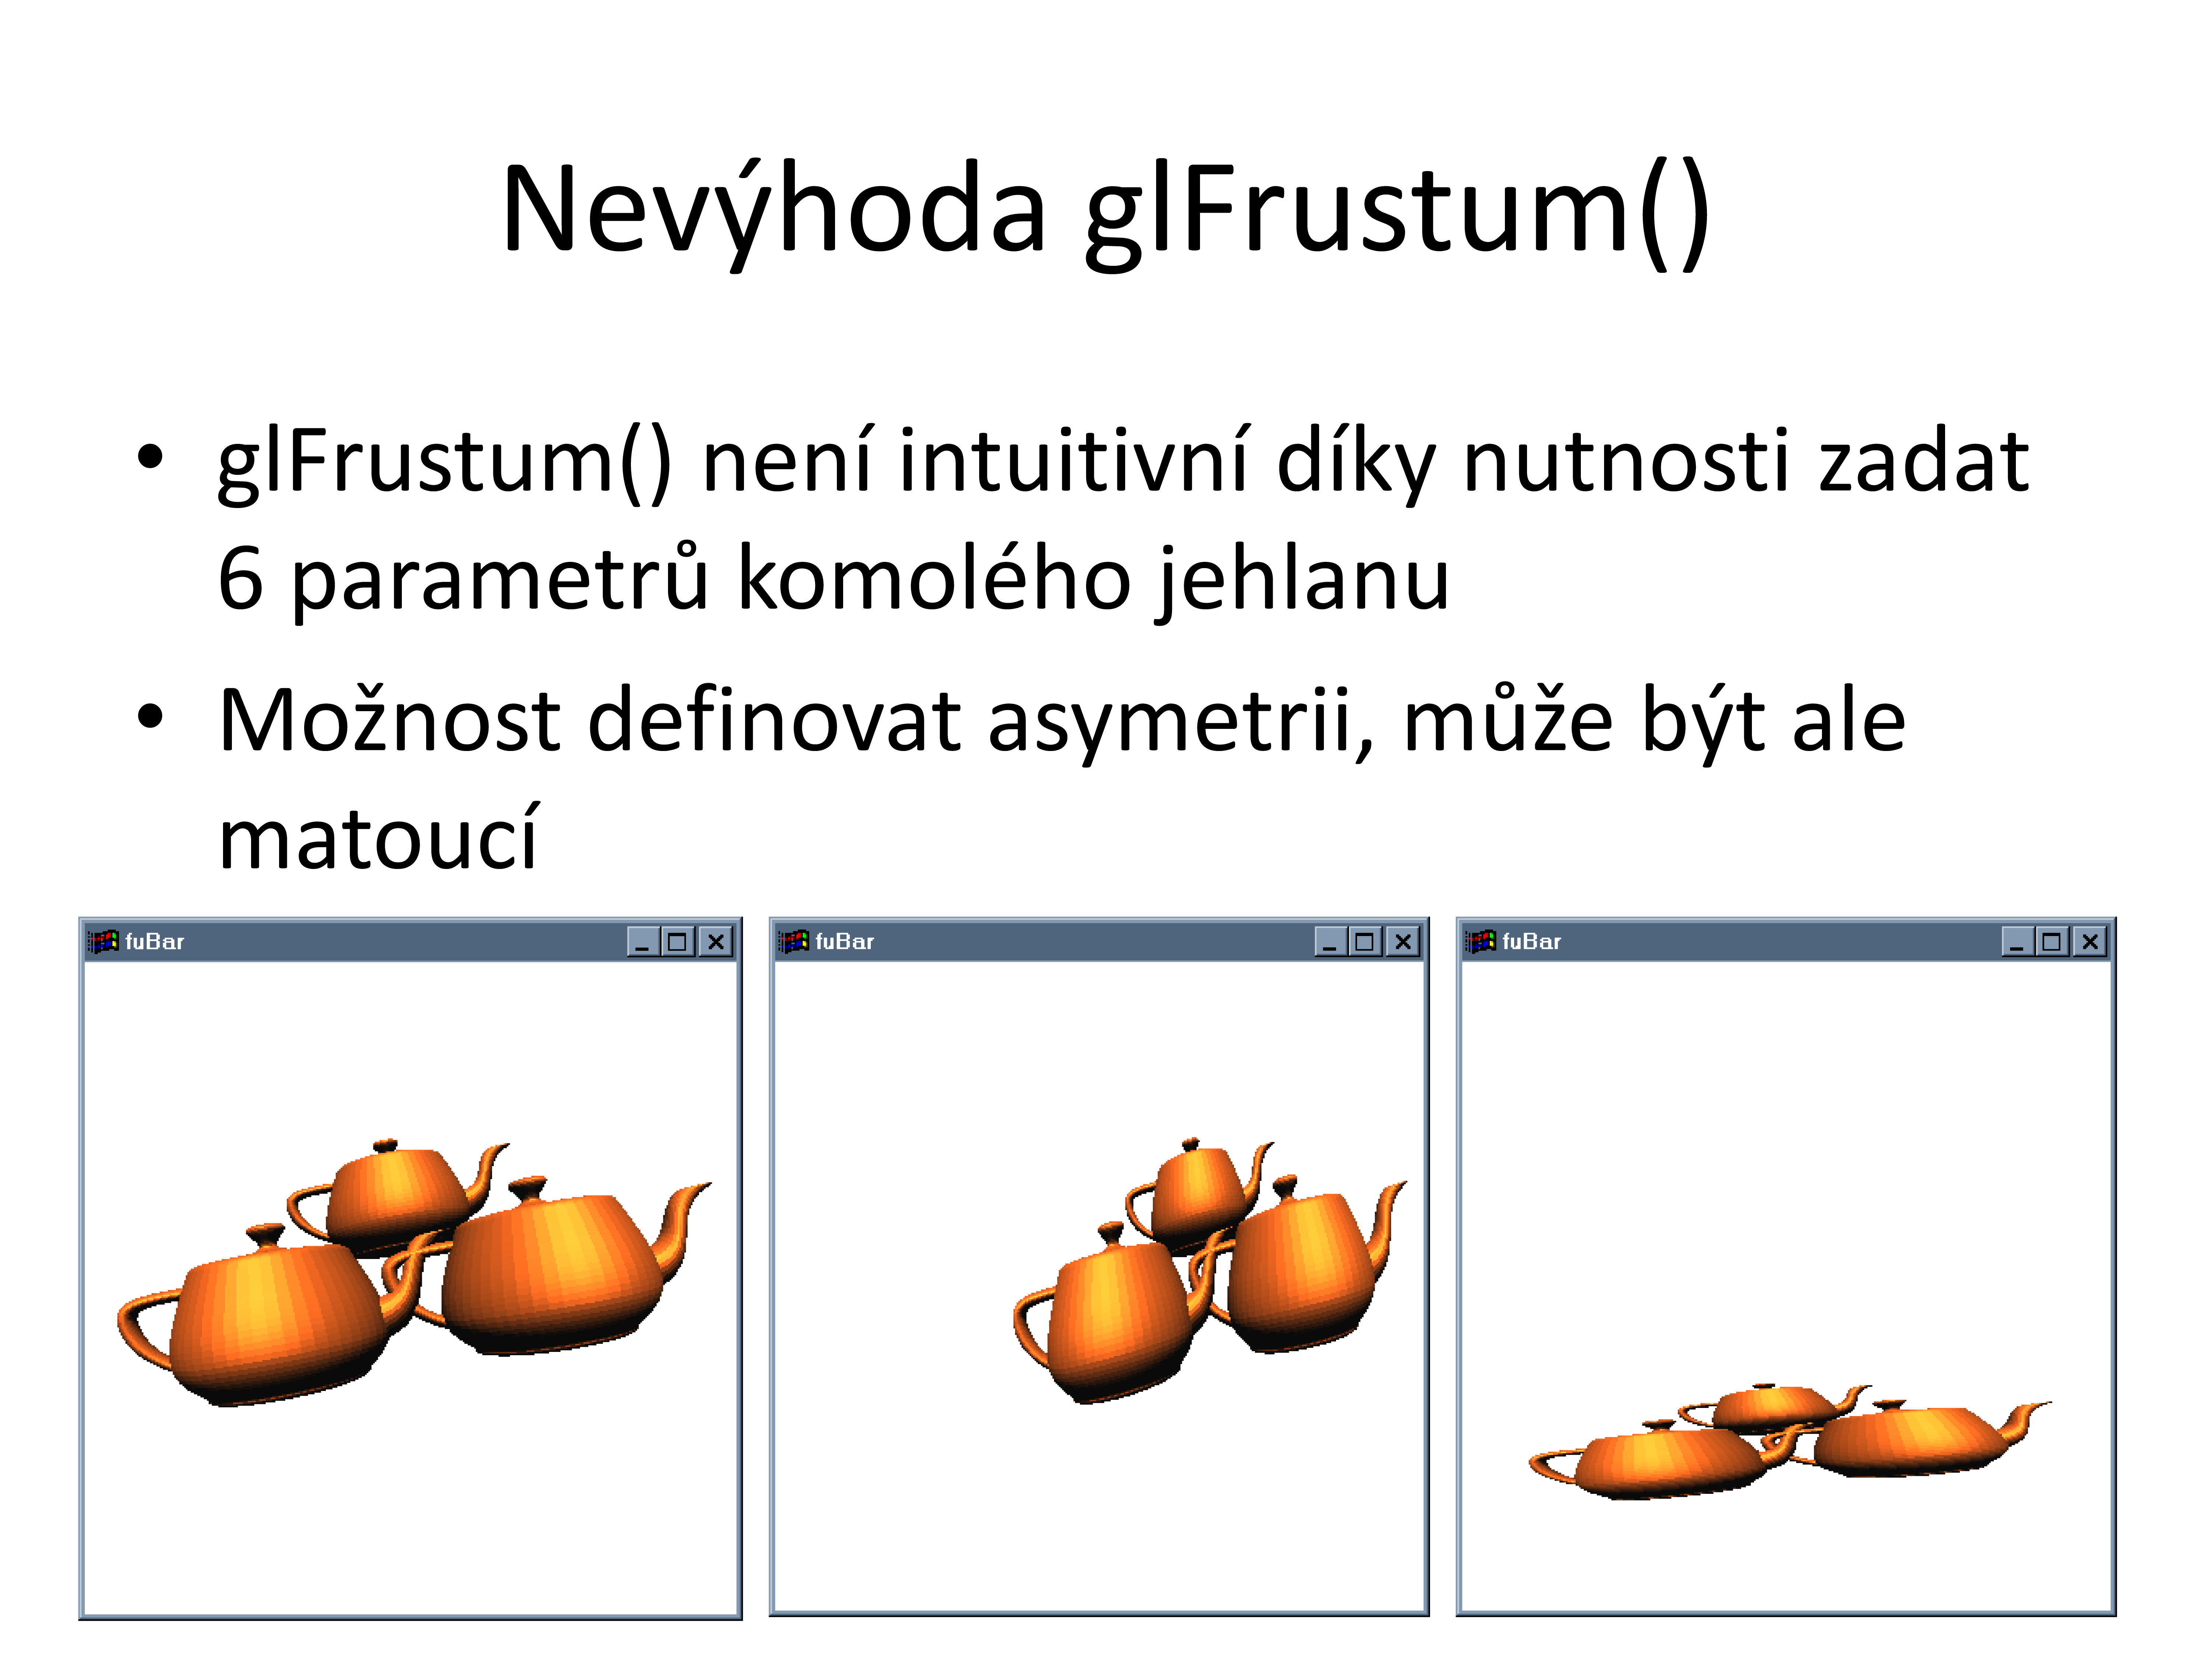 Nevýhoda glFrustum()
• glFrustum() není intuitivní díky nutnosti zadat
6 parametrů komolého jehlanu
• Možnost definovat asymetrii, může být ale
matoucí
fuBar
fuBar
fuBar